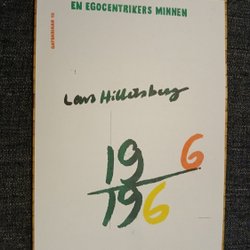 EN EGOCENTRIKERS MINNEN
Lars Hillersberg
19 6
196